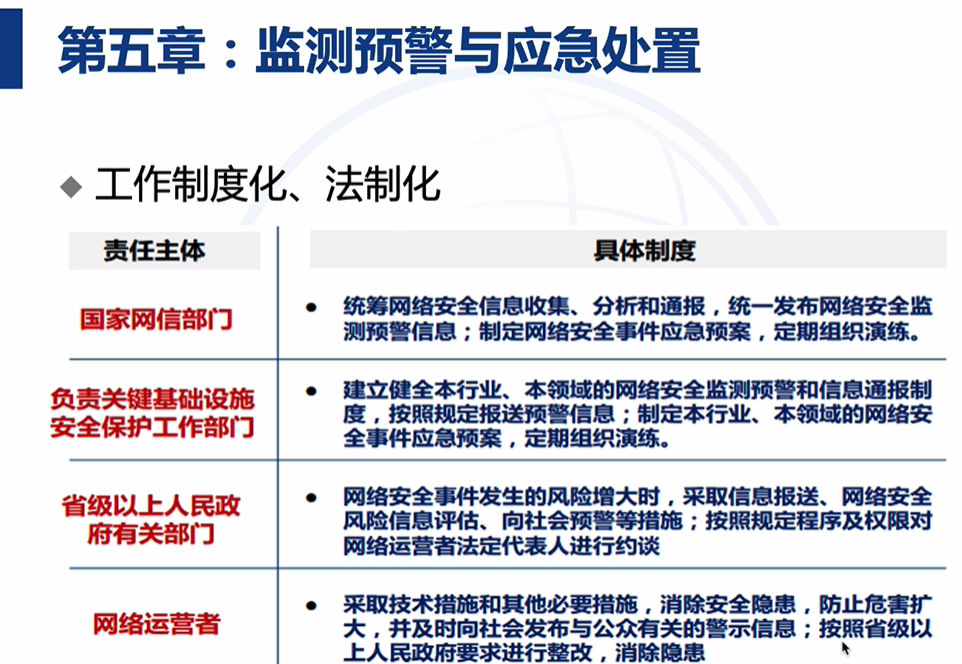 第五章：监测预警与应急处置
◆ 工作制度化、法制化
责任主体
具体制度
国家网信部门
• 统筹网络安全信息收集、分析和通报，统一发布网络安全监
测预警信息；制定网络安全事件应急预案，定期组织演练。
负责关键基础设施
安全保护工作部门
• 建立健全本行业、本领域的网络安全监测预警和信息通报制
度，按照规定报送预警信息；制定本行业、本领域的网络安
全事件应急预案，定期组织演练。
省级以上人民政
府有关部门
• 网络安全事件发生的风险增大时，采取信息报送、网络安全
风险信息评估、向社会预警等措施；按照规定程序及权限对
网络运营者法定代表人进行约谈
网络运营者
• 采取技术措施和其他必要措施，消除安全隐患，防止危害扩
大，并及时向社会发布与公众有关的警示信息；按照省级以
上人民政府要求进行整改，消除隐患